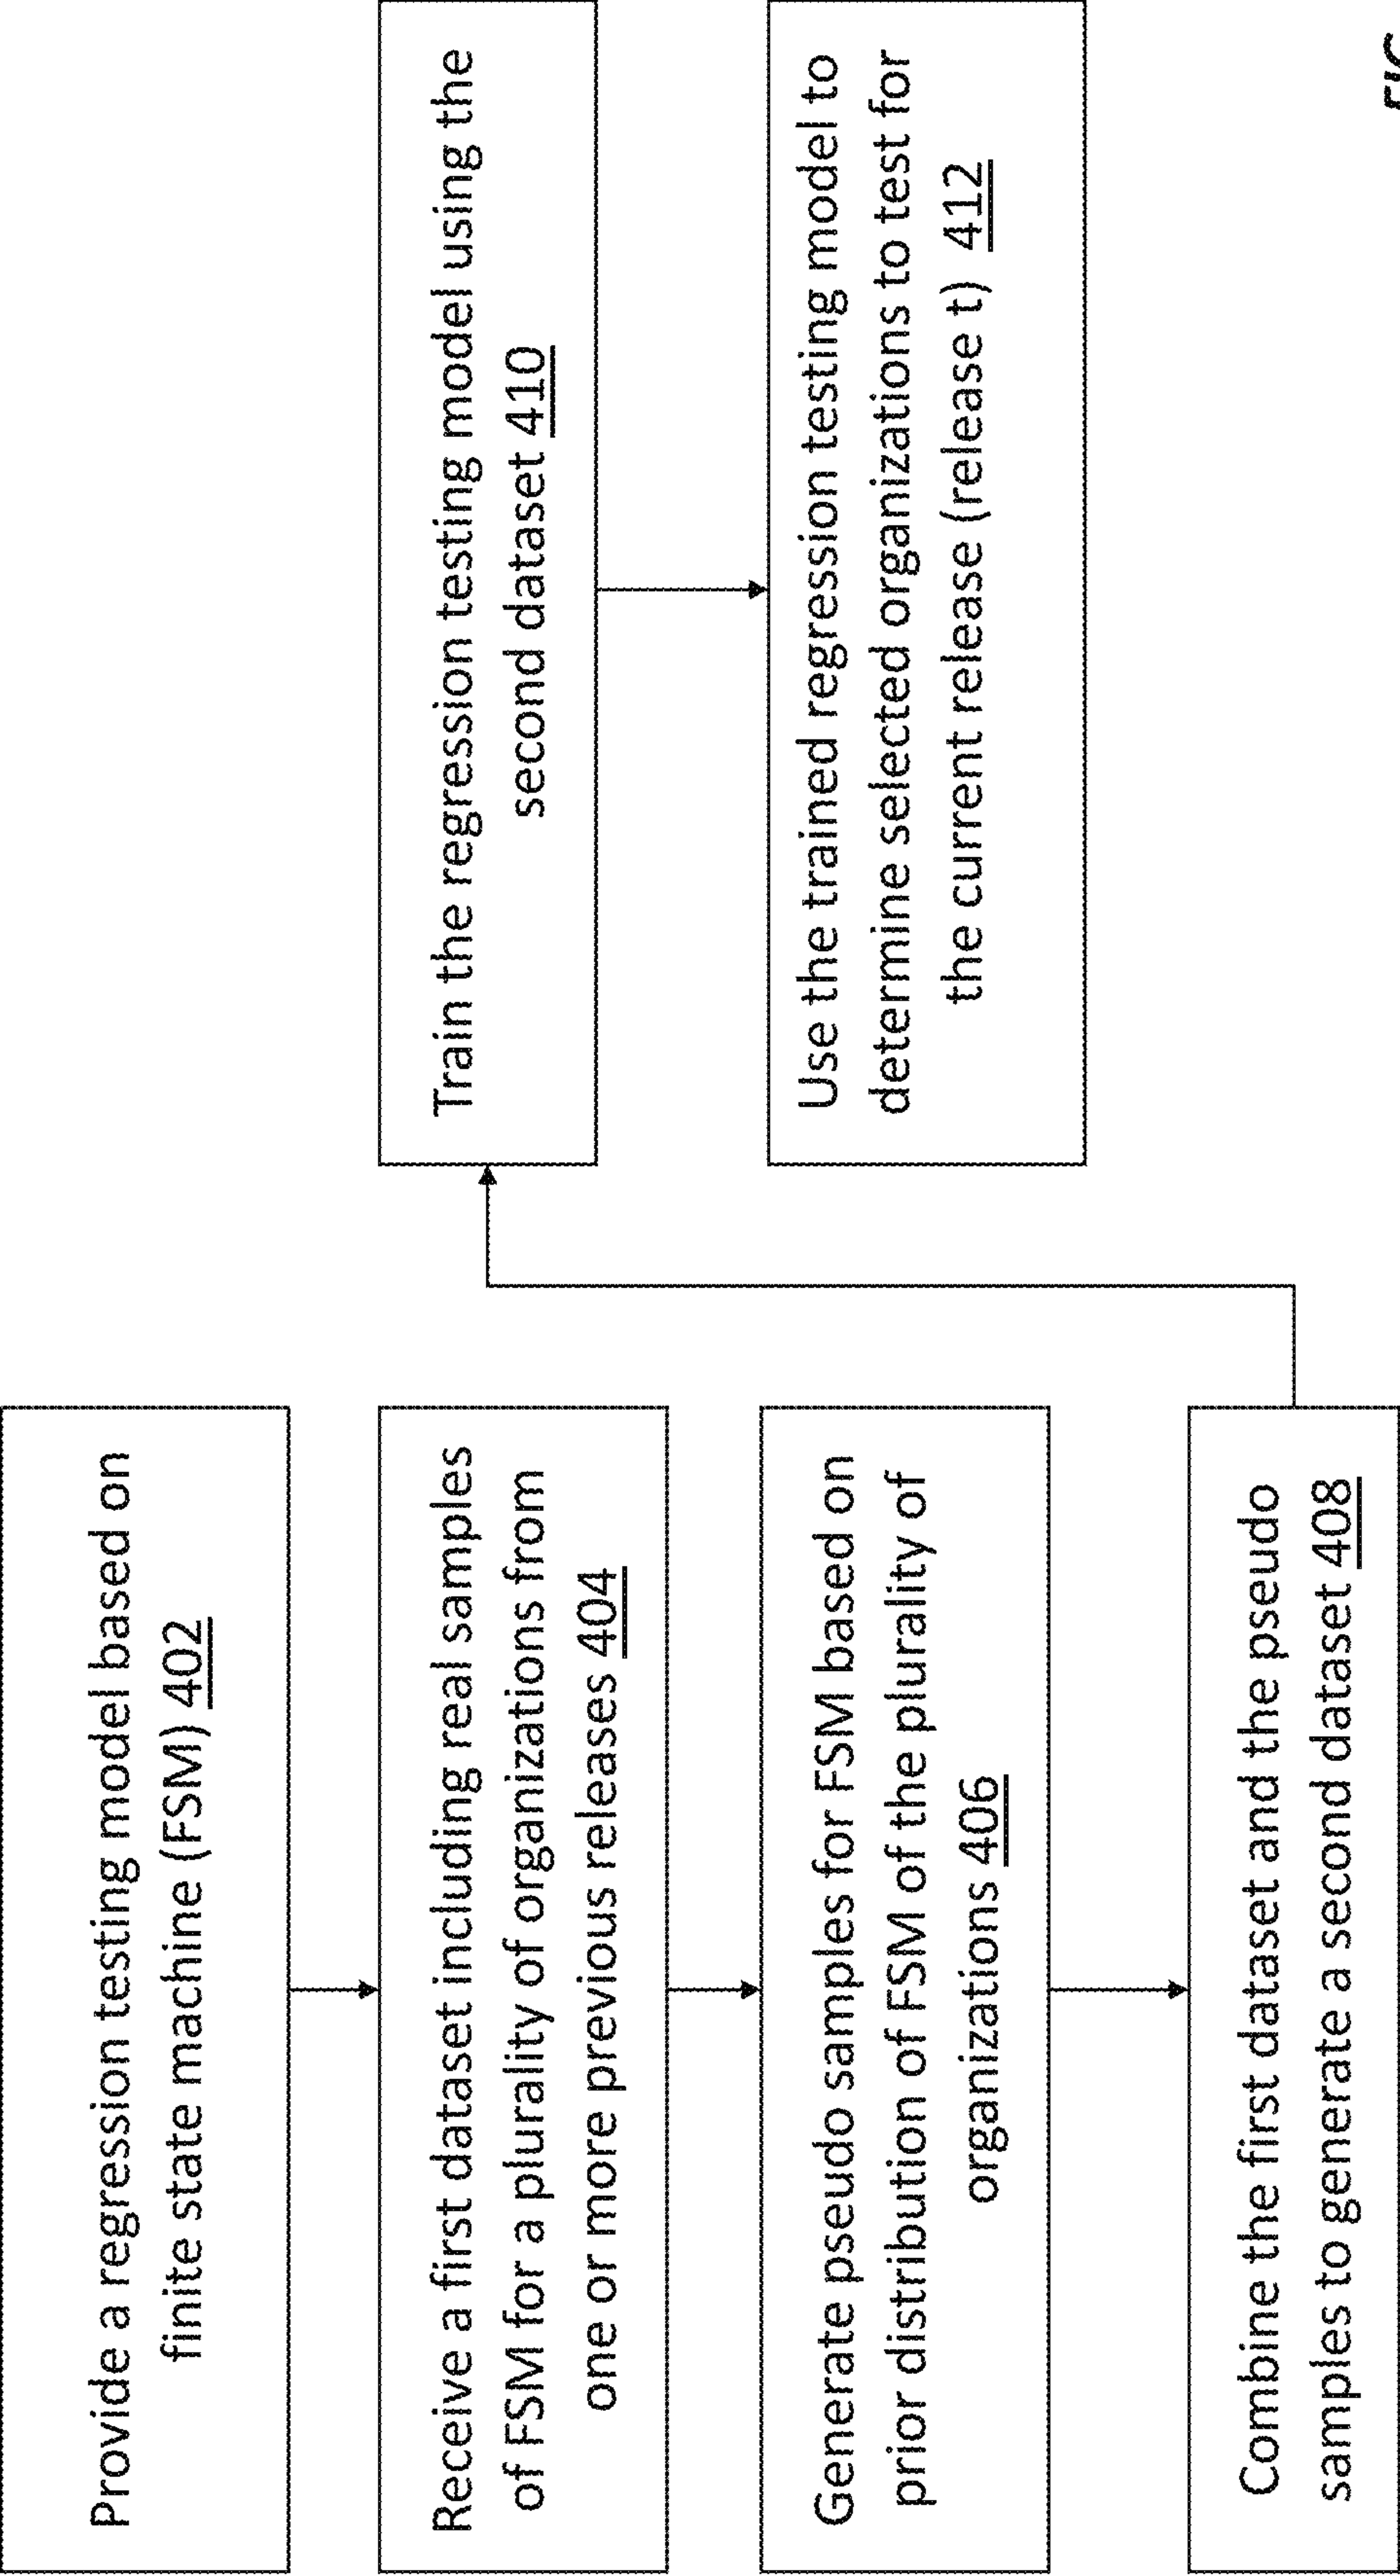 Provide a regression testing model based on
finite state machine (FSM) 402
Receive a first dataset including real samples
of FSM for a plurality of organizations from
one or more previous releases 404
Generate pseudo samples for FSM based on
prior distribution of FSM of the plurality of
organizations 406
Combine the first dataset and the pseudo
samples to generate a second dataset 408
Train the regression testing model using the
second dataset 410
Use the trained regression testing model to
determine selected organizations to test for
the current release (release t) 412